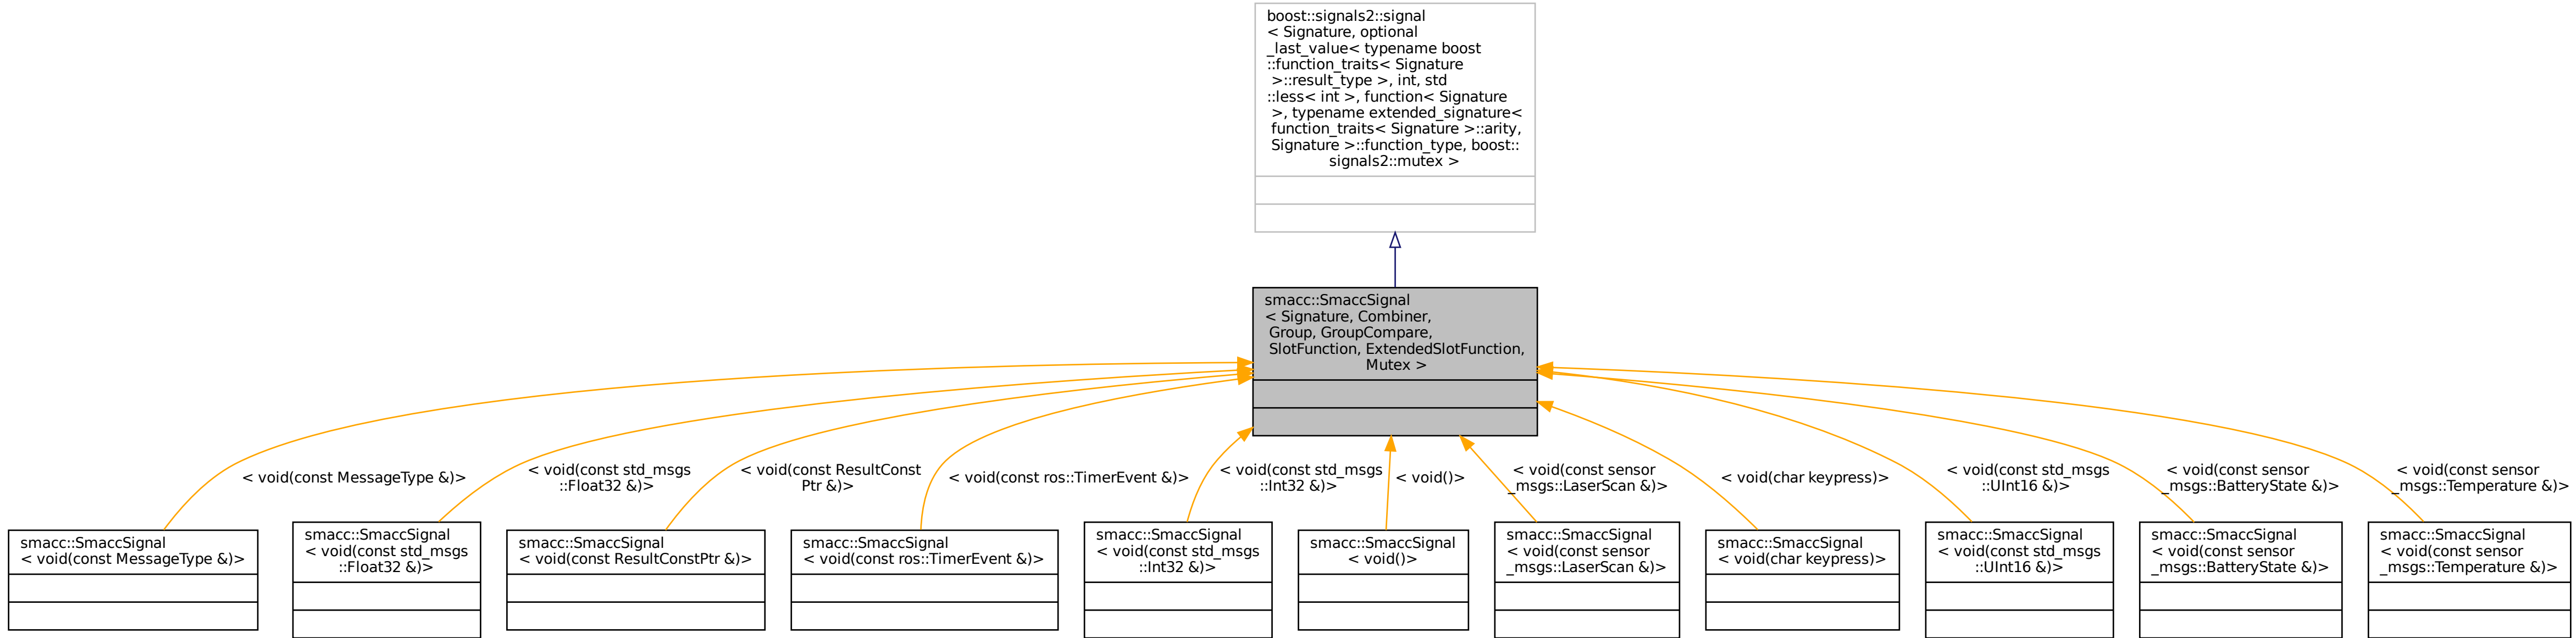 boost::signals2::signal
< Signature, optional
_last_value< typename boost
::function_traits< Signature
>::result_type >, int, std
::less< int >, function< Signature
>, typename extended_signature<
function_traits< Signature >::arity,
Signature >::function_type, boost::
signals2::mutex >
smacc::SmaccSignal
< Signature, Combiner,
Group, GroupCompare,
SlotFunction, ExtendedSlotFunction,
Mutex >
< void(const MessageType &)>
< void(const std_msgs
::Float32 &)>
< void(const ResultConst
Ptr &)>
< void(const ros::TimerEvent &)>
< void(const std_msgs
::Int32 &)>
< void()>
< void(const sensor
_msgs::LaserScan &)>
< void(char keypress)>
< void(const std_msgs
::UInt16 &)>
< void(const sensor
_msgs::BatteryState &)>
< void(const sensor
_msgs::Temperature &)>
smacc::SmaccSignal
< void(const MessageType &)>
smacc::SmaccSignal
< void(const std_msgs
::Float32 &)>
smacc::SmaccSignal
< void(const ResultConstPtr &)>
smacc::SmaccSignal
< void(const ros::TimerEvent &)>
smacc::SmaccSignal
< void(const std_msgs
::Int32 &)>
smacc::SmaccSignal
< void()>
smacc::SmaccSignal
< void(const sensor
_msgs::LaserScan &)>
smacc::SmaccSignal
< void(char keypress)>
smacc::SmaccSignal
< void(const std_msgs
::UInt16 &)>
smacc::SmaccSignal
< void(const sensor
_msgs::BatteryState &)>
smacc::SmaccSignal
< void(const sensor
_msgs::Temperature &)>